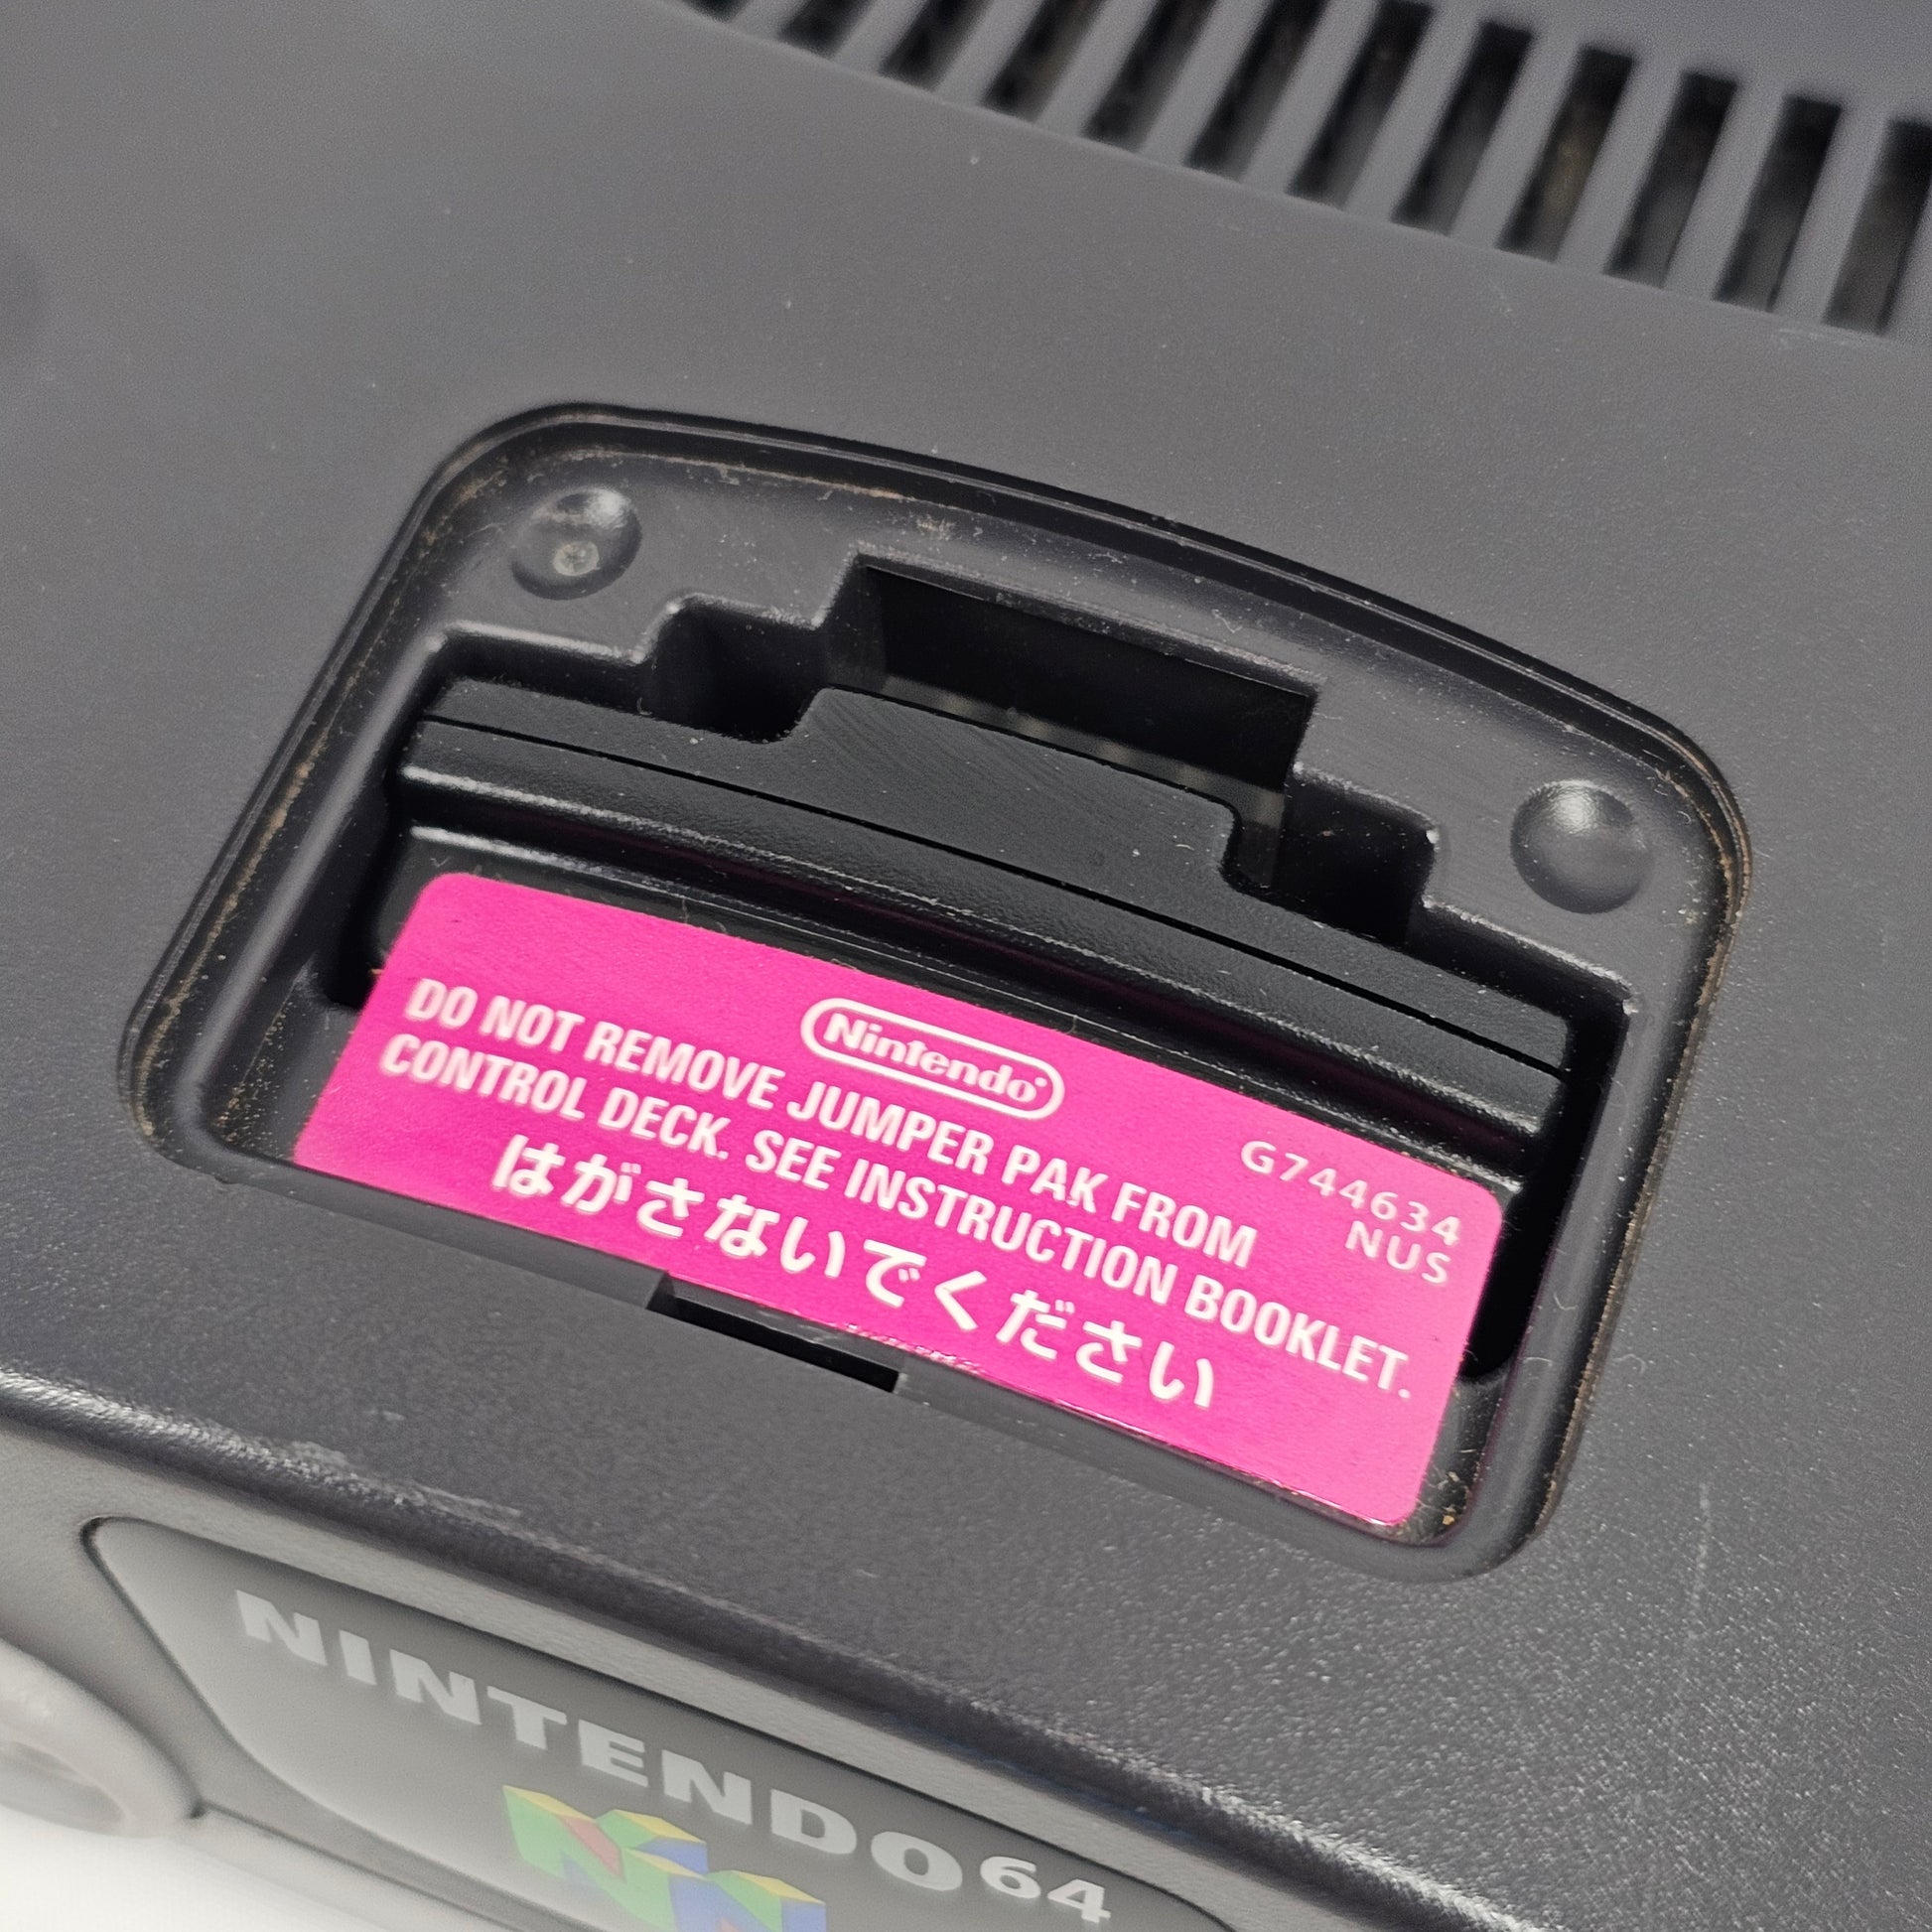 Nintendo
DO NOT REMOVE JUMPER PAK FROM
CONTROL DECK. SEE INSTRUCTION BOOKLET.
はがさないでください
G744634
NUS
NINTENDO64